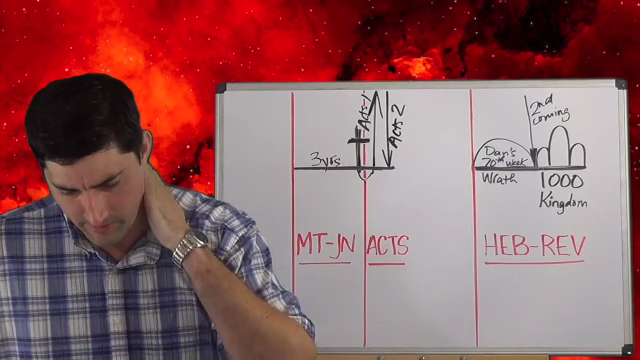 3yrs
Acts 1
Acts 2
MT-JN
ACTS
2nd
coming
Dan's
70th Week
Wrath
1000
Kingdom
HEB-REV